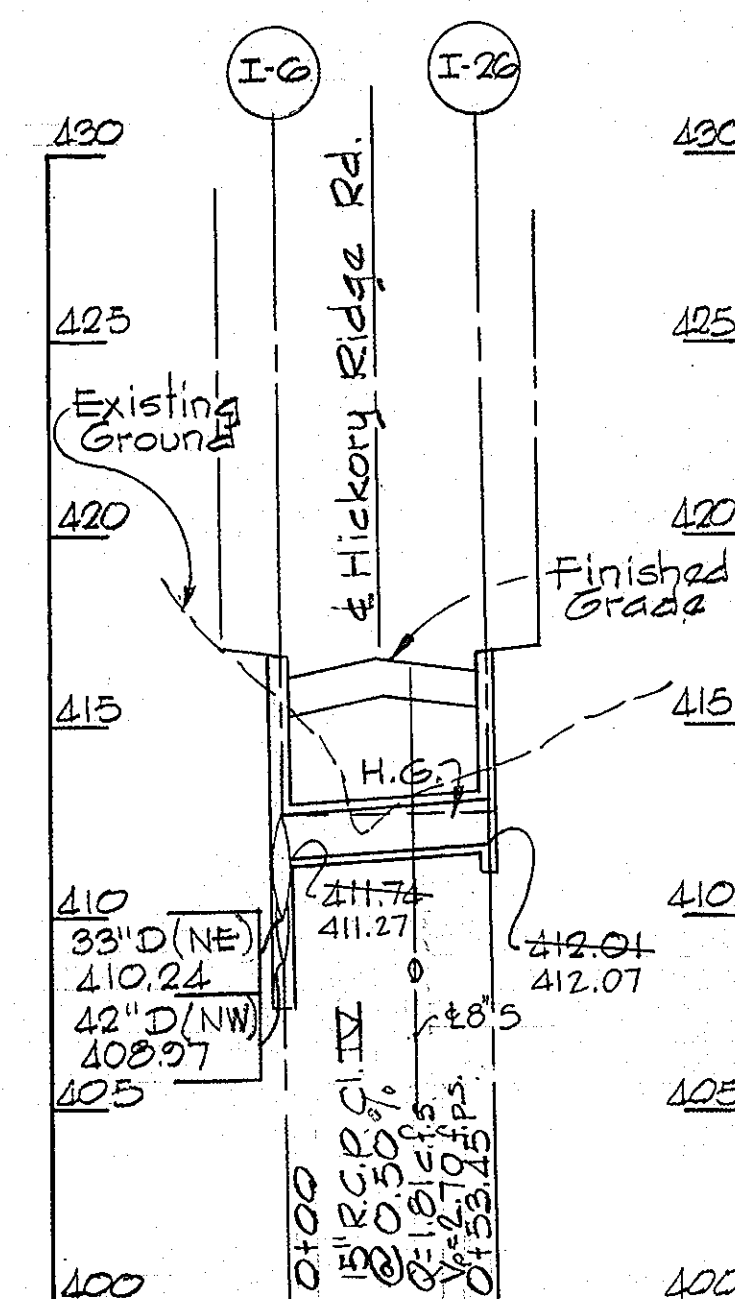 I-6
I-26
430
430
425
425
Existing
Ground
℄ Hickory Ridge Rd.
420
420
Finished
Grade
415
415
H.G.
411.74
411.27
410
410
33"D(NE)
410.24
42"D(NW)
408.97
412.01
412.07
℄8"S
405
405
0+00
15" R.C.P. Cl. IV
@ 0.50%
Q=1.81 c.f.s.
Vp=2.70 f.p.s.
0+53.45
400
400